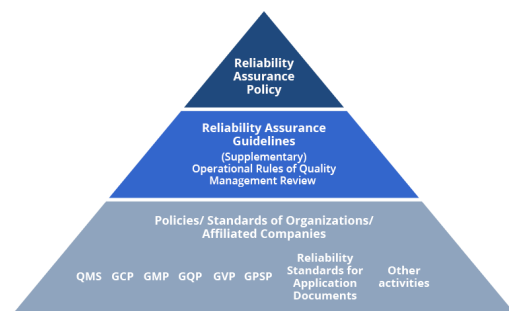 Reliability
Assurance
Policy
Reliability Assurance
Guidelines
(Supplementary)
Operational Rules of Quality
Management Review
Policies/ Standards of Organizations/
Affiliated Companies
QMS GCP GMP GQP GVP GPSP
Reliability
Standards for
Application
Documents
Other
activities